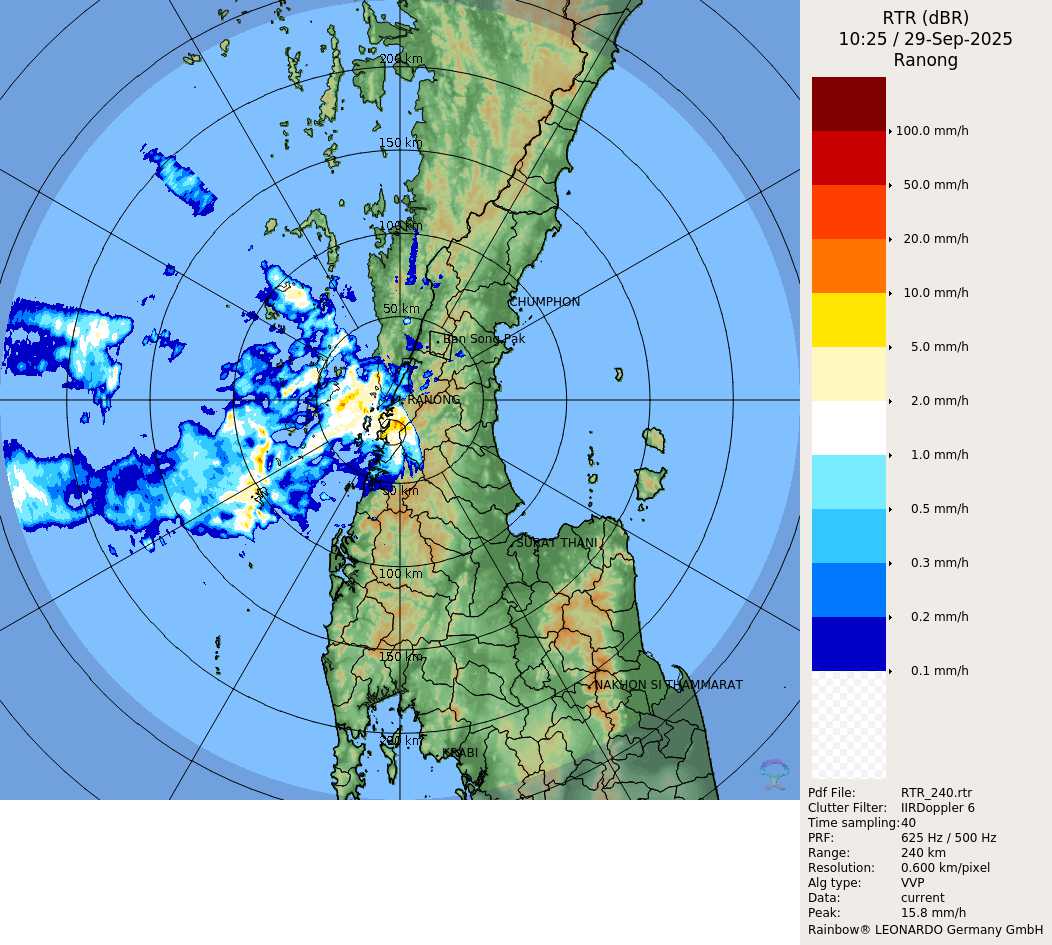 RTR (dBR)
10:25 / 29-Sep-2025
Ranong
100.0 mm/h
50.0 mm/h
20.0 mm/h
10.0 mm/h
5.0 mm/h
2.0 mm/h
1.0 mm/h
0.5 mm/h
0.3 mm/h
0.2 mm/h
0.1 mm/h
Pdf File: RTR_240.rtr
Clutter Filter: IIRDoppler 6
Time sampling: 40
PRF: 625 Hz / 500 Hz
Range: 240 km
Resolution: 0.600 km/pixel
Alg type: VVP
Data: current
Peak: 15.8 mm/h
Rainbow® LEONARDO Germany GmbH
200 km
150 km
100 km
CHUMPHON
50 km
Ban Song Pak
RANONG
50 km
SURAT THANI
100 km
150 km
NAKHON SI THAMMARAT
200 km
KRABI